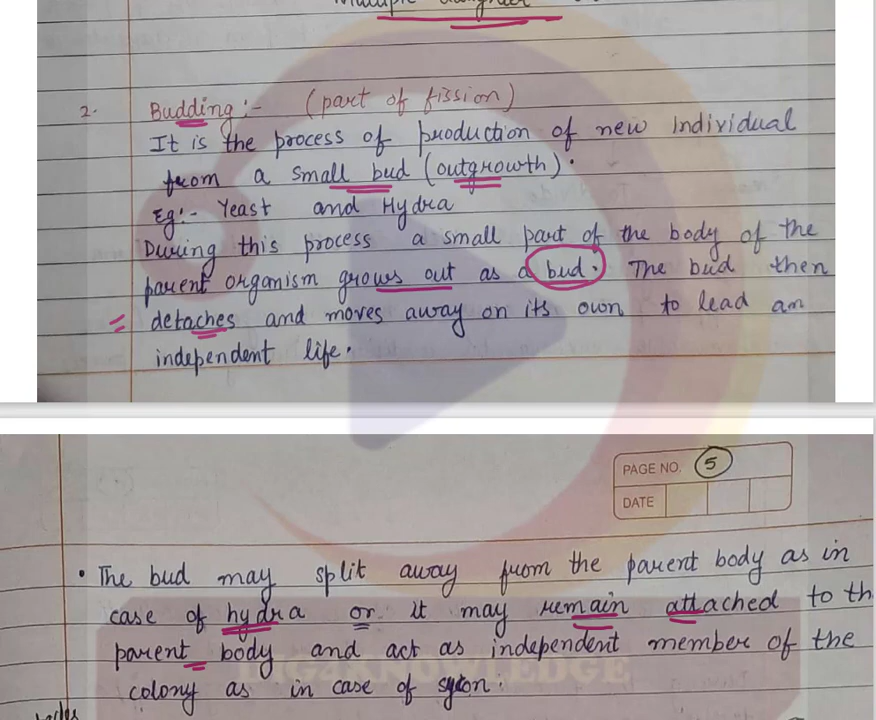 2. Budding :- (part of fission)
It is the process of production of new individual
from a small bud (outgrowth).
Eg:- Yeast and Hydra
During this process a small part of the body of the
parent organism grows out as a bud. The bud then
detaches and moves away on its own to lead an
independent life.
PAGE NO. 5
DATE
• The bud may split away from the parent body as in
case of hydra or it may remain attached to th
parent body and act as independent member of the
colony as in case of
KNOWLEDGE